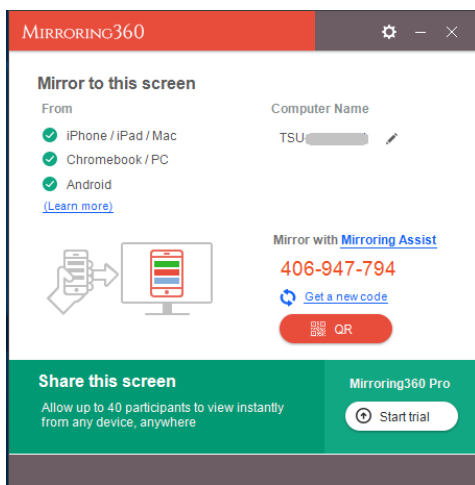 MIRRORING360
Mirror to this screen
From
iPhone / iPad / Mac
Chromebook / PC
Android
(Learn more)
Computer Name
TSU
Mirror with Mirroring Assist
406-947-794
Get a new code
QR
Share this screen
Allow up to 40 participants to view instantly
from any device, anywhere
Mirroring360 Pro
Start trial